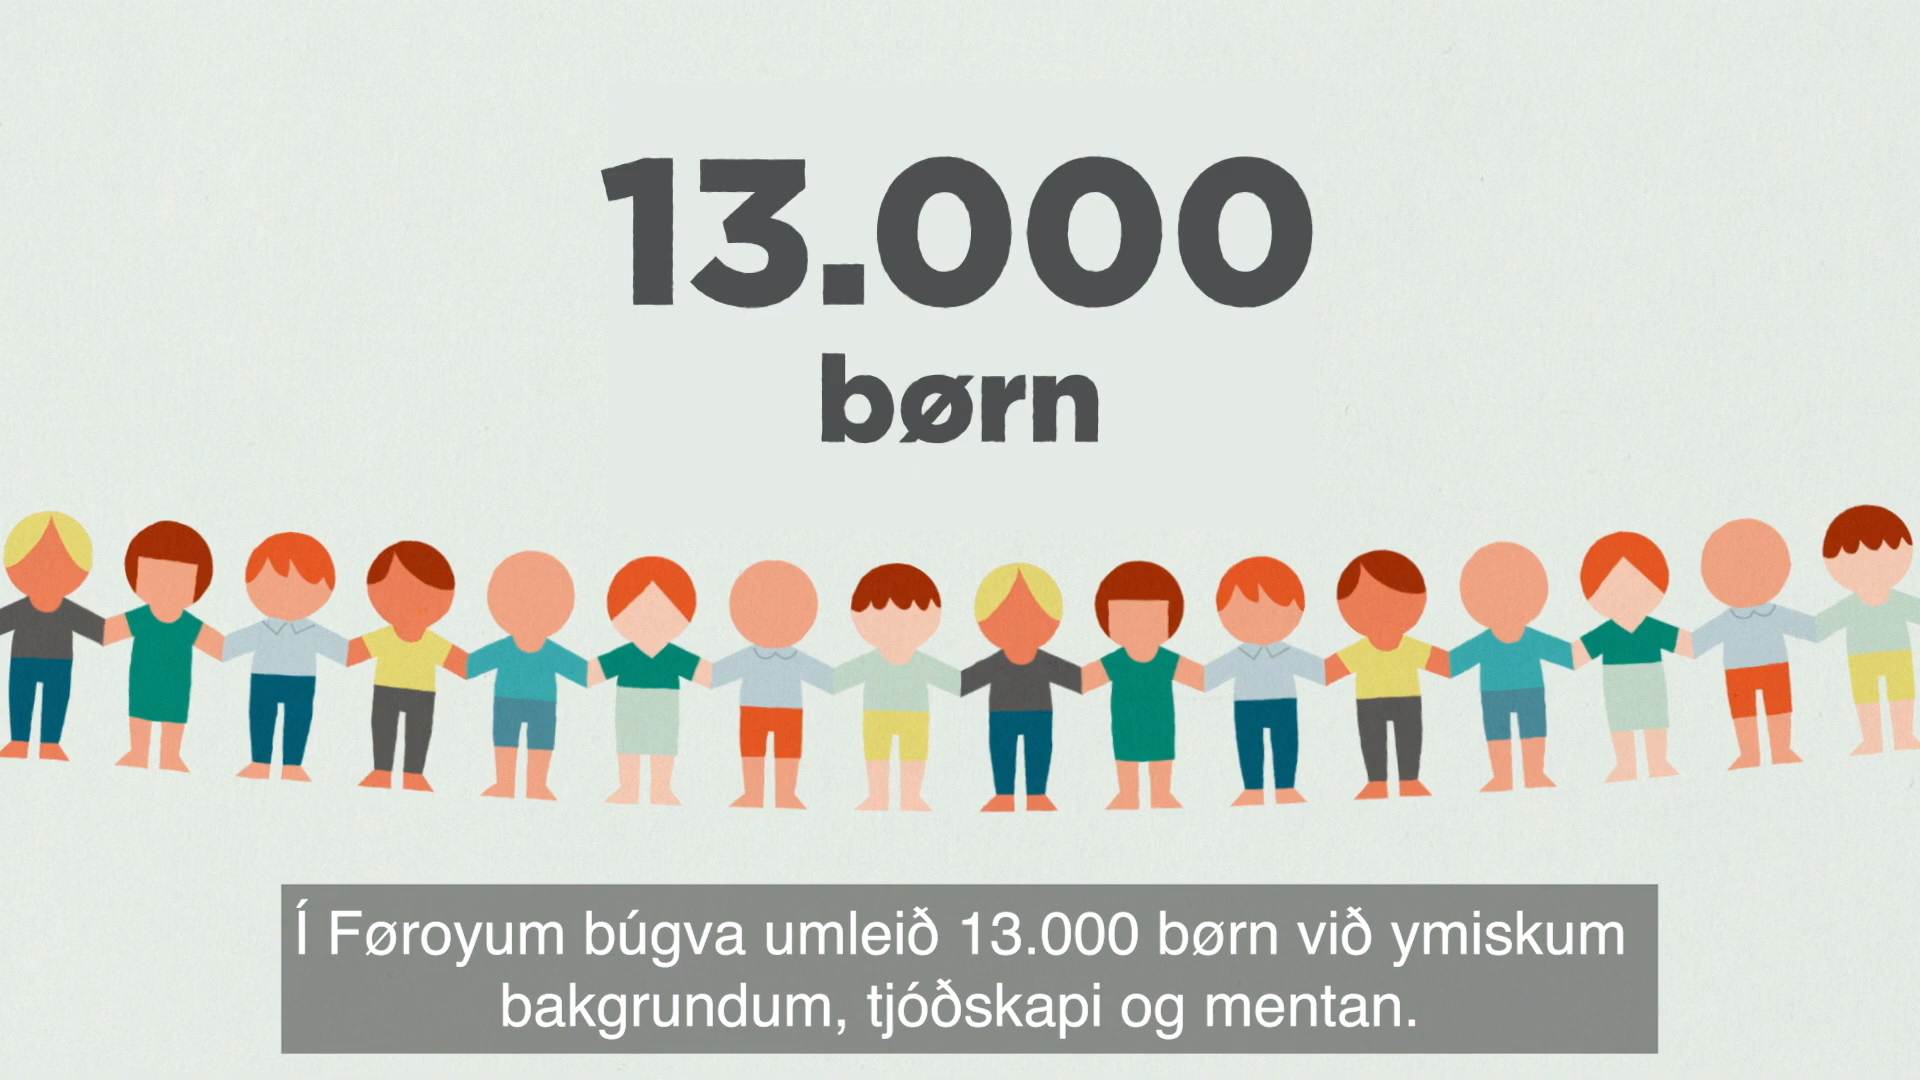 13.000
børn
Í Føroyum búgva umleið 13.000 børn við ymiskum
bakgrundum, tjóðskapi og mentan.